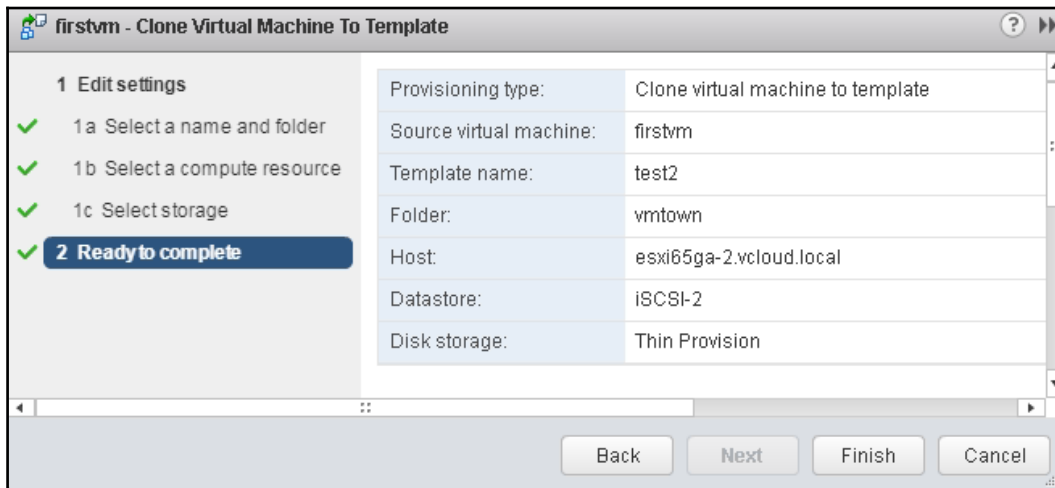 firstvm - Clone Virtual Machine To Template
1 Edit settings
1a Select a name and folder
1b Select a compute resource
1c Select storage
2 Ready to complete
Provisioning type: Clone virtual machine to template
Source virtual machine: firstvm
Template name: test2
Folder: vmtown
Host: esxi65ga-2.vcloud.local
Datastore: iSCSI-2
Disk storage: Thin Provision
Back Next Finish Cancel